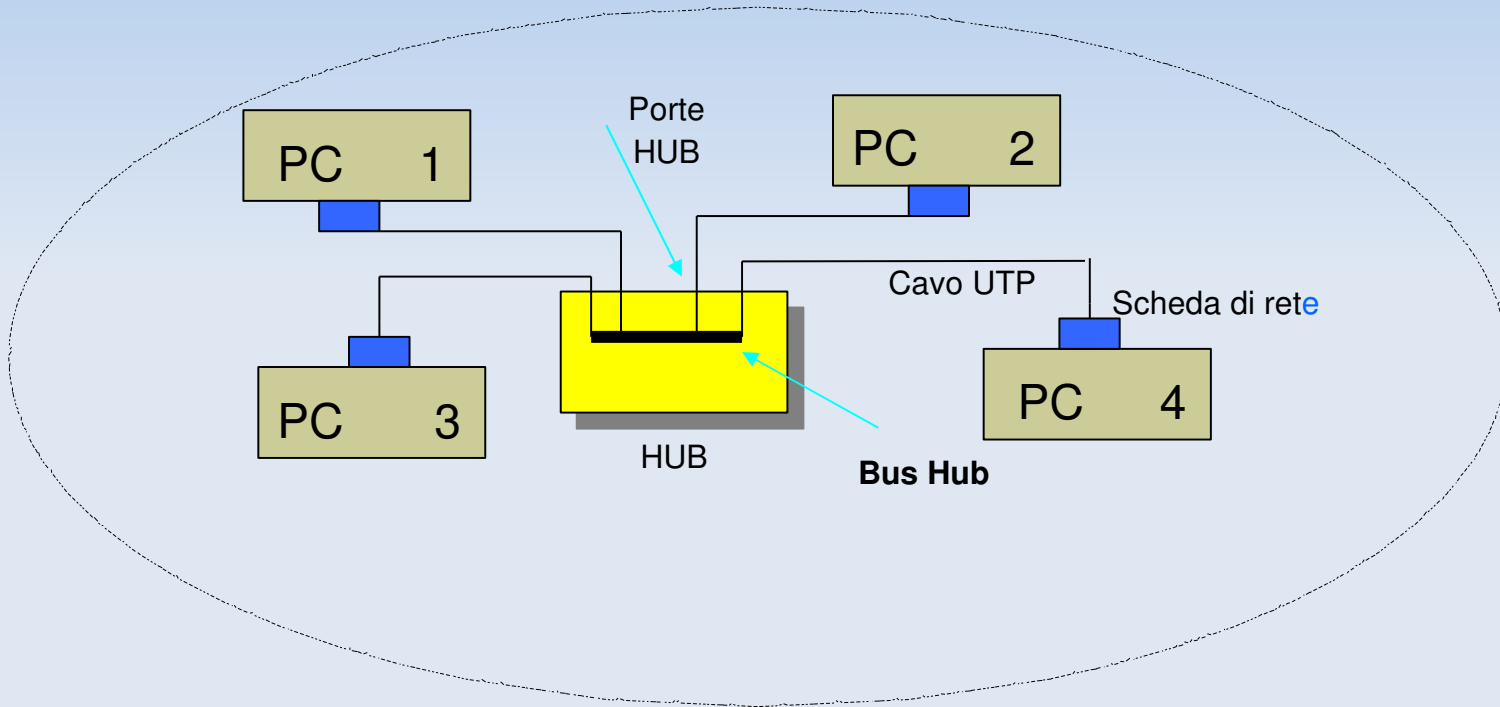 Porte
HUB
PC 1
PC 2
Cavo UTP
Scheda di rete
PC 3
PC 4
HUB
Bus Hub